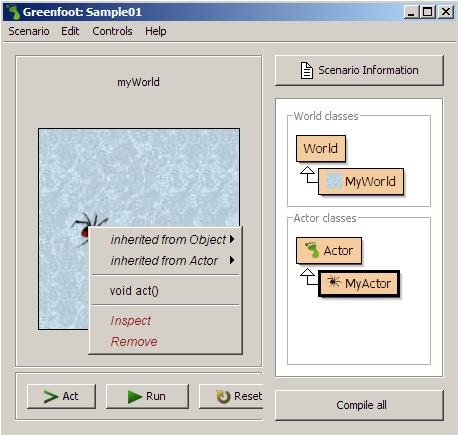 Greenfoot: Sample01
Scenario Edit Controls Help
myWorld
inherited from Object
inherited from Actor
void act()
Inspect
Remove
Act
Run
Reset
Scenario Information
World classes
World
MyWorld
Actor classes
Actor
MyActor
Compile all